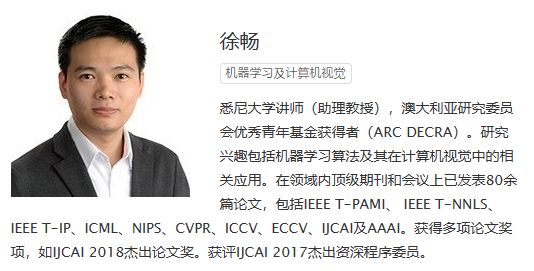 徐畅
机器学习及计算机视觉
悉尼大学讲师（助理教授），澳大利亚研究委员
会优秀青年基金获得者（ARC DECRA）。研究
兴趣包括机器学习算法及其在计算机视觉中的相
关应用。在领域内顶级期刊和会议上已发表80余
篇论文，包括IEEE T-PAMI、 IEEE T-NNLS、
IEEE T-IP、ICML、NIPS、CVPR、ICCV、ECCV、IJCAI及AAAI。获得多项论文奖
项，如IJCAI 2018杰出论文奖。获评IJCAI 2017杰出资深程序委员。